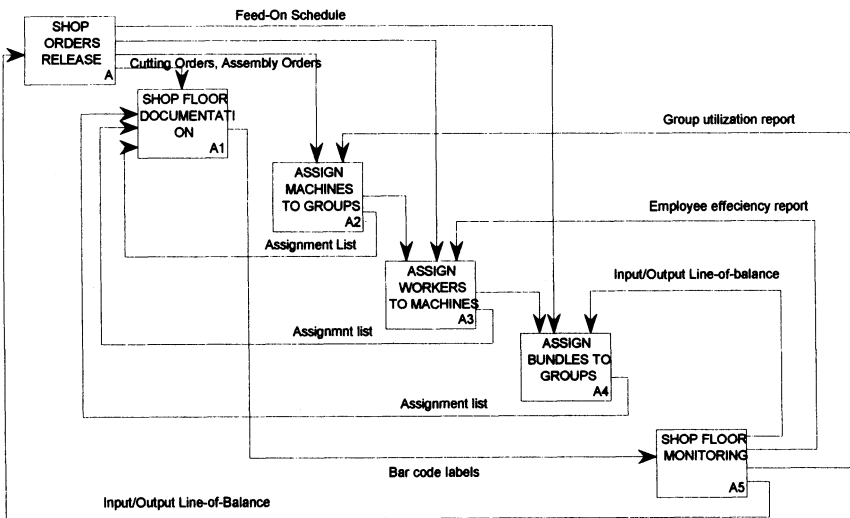 Feed-On Schedule
SHOP
ORDERS
RELEASE
A
Cutting Orders, Assembly Orders
SHOP FLOOR
DOCUMENTATI
ON
A1
Group utilization report
ASSIGN
MACHINES
TO GROUPS
A2
Employee effeciency report
Assignment List
ASSIGN
WORKERS
TO MACHINES
A3
Input/Output Line-of-balance
Assignmnt list
ASSIGN
BUNDLES TO
GROUPS
A4
Assignment list
SHOP FLOOR
MONITORING
A5
Bar code labels
Input/Output Line-of-Balance